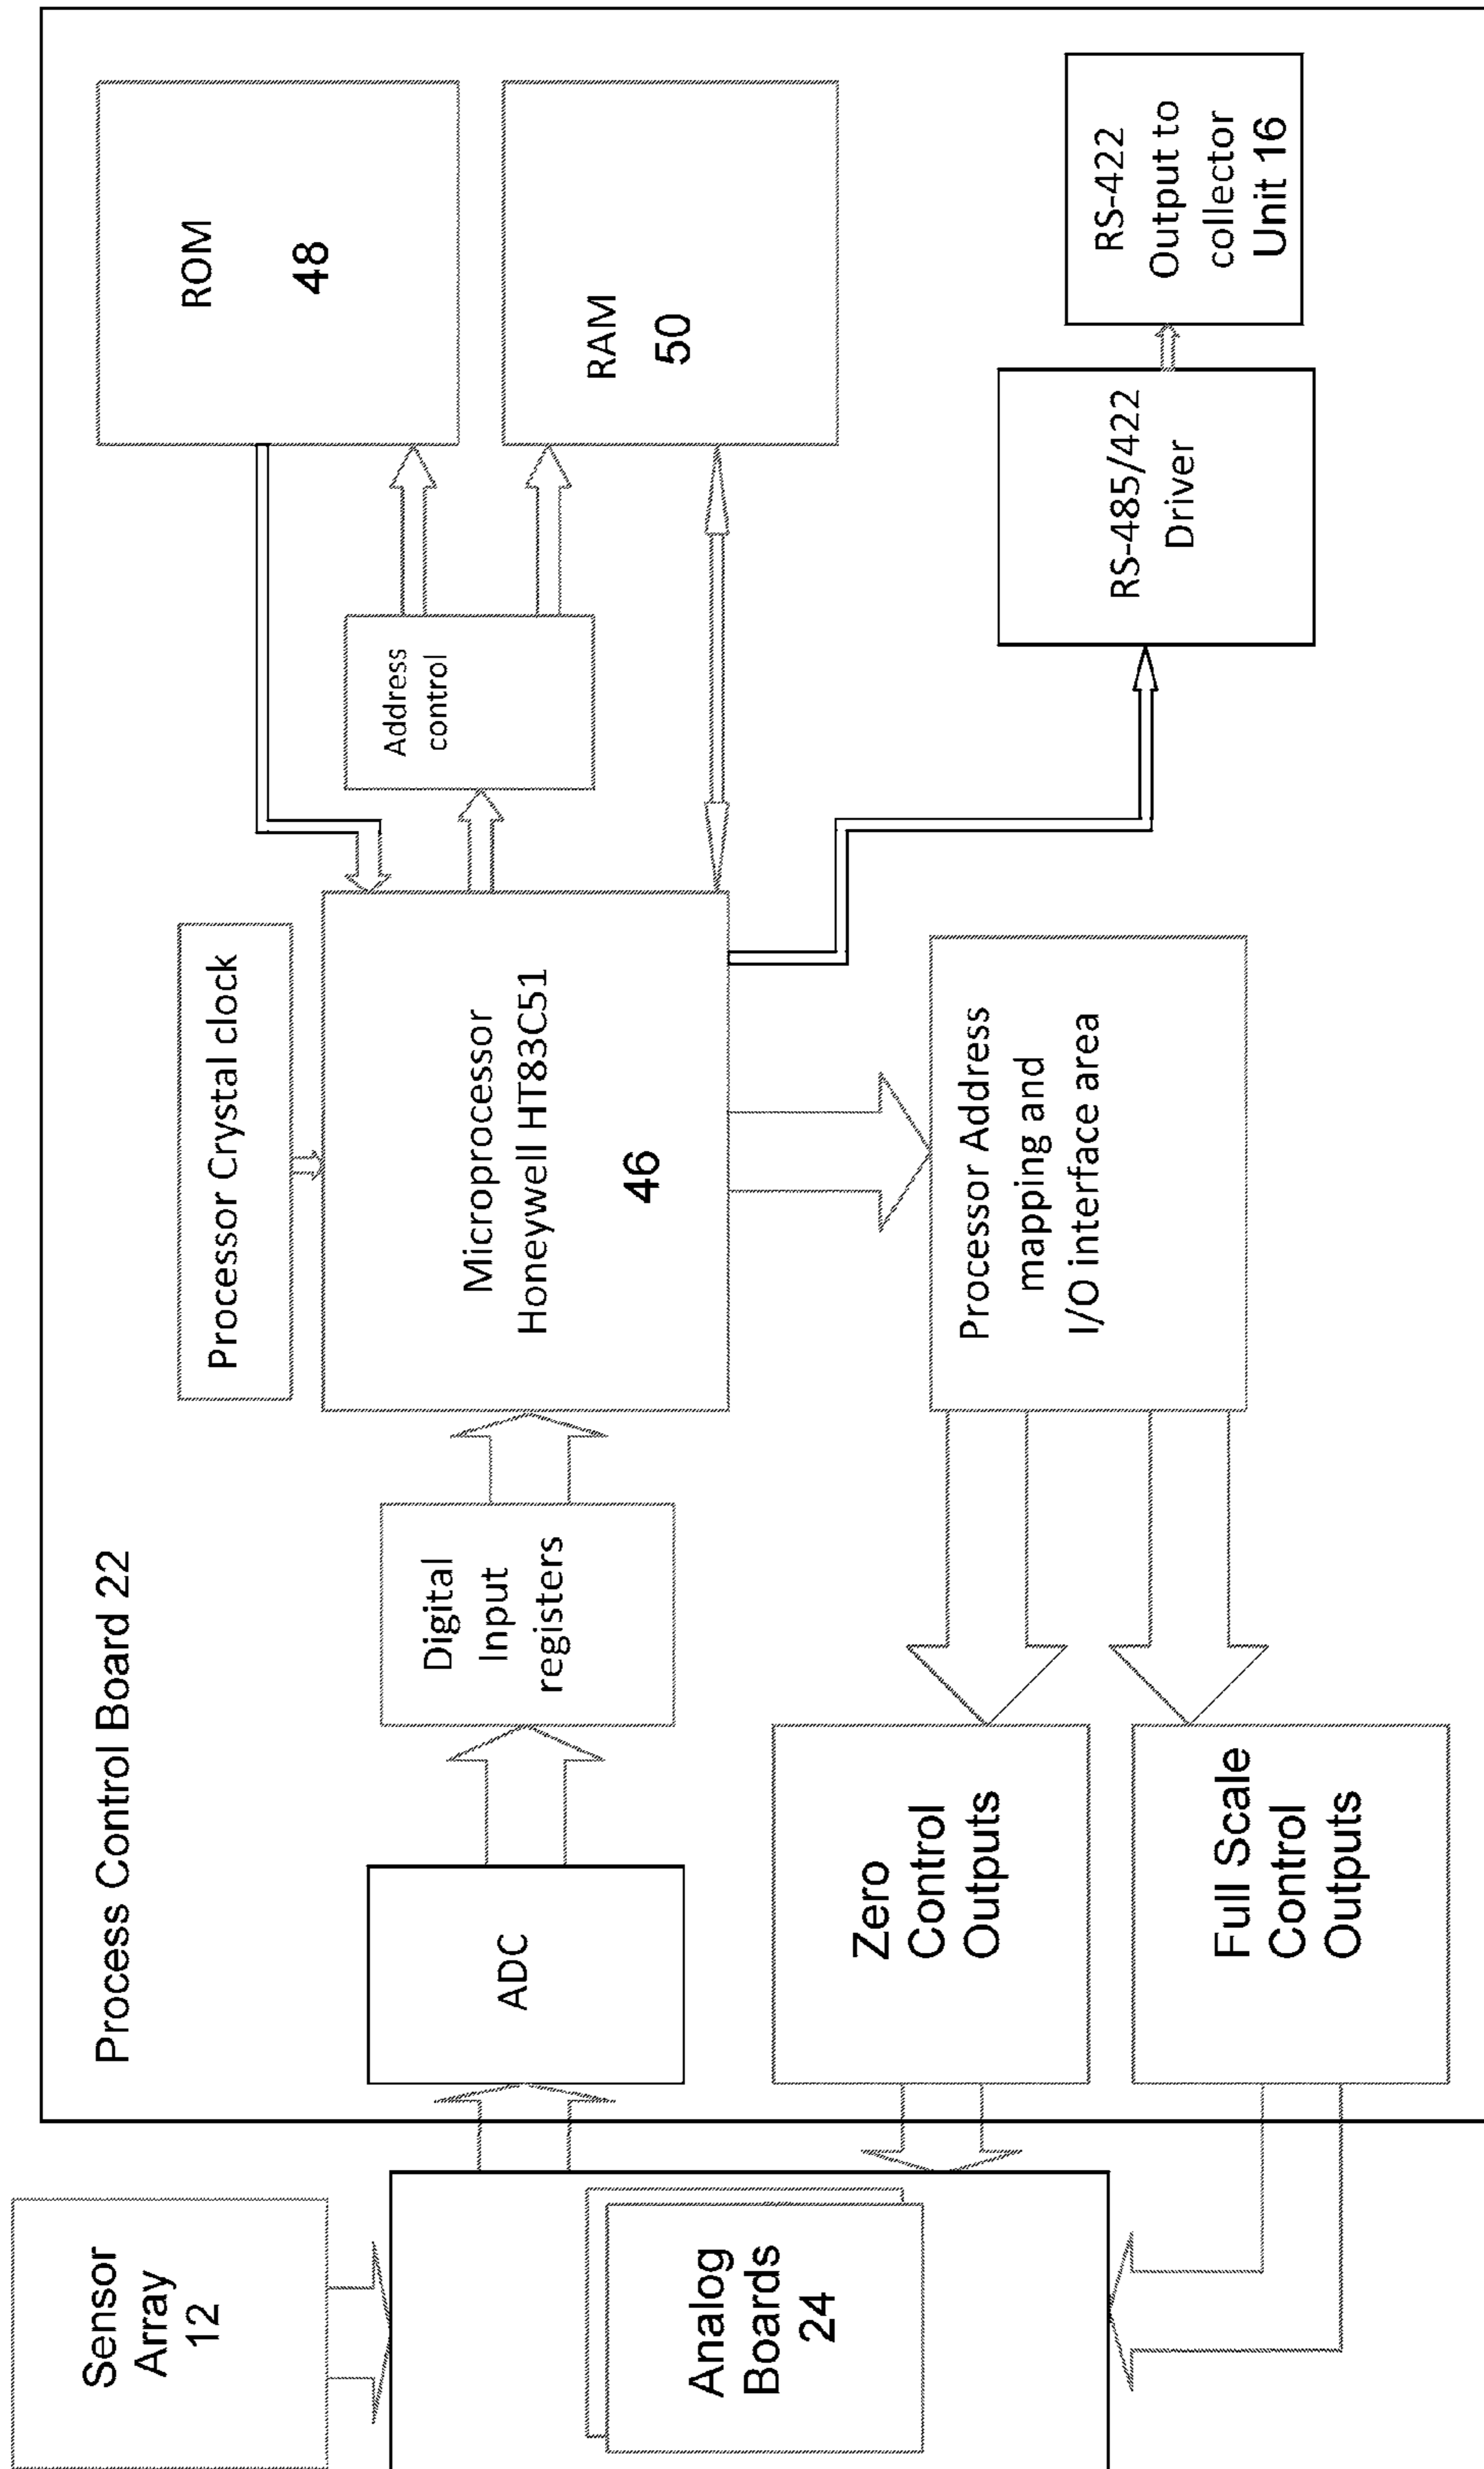 Process Control Board 22
Sensor
Array
12
Analog
Boards
24
ADC
Digital
Input
registers
Processor Crystal clock
Microprocessor
Honeywell HT83C51
46
Address
control
ROM
48
RAM
50
Zero
Control
Outputs
Full Scale
Control
Outputs
Processor Address
mapping and
I/O interface area
RS-485/422
Driver
RS-422
Output to
collector
Unit 16